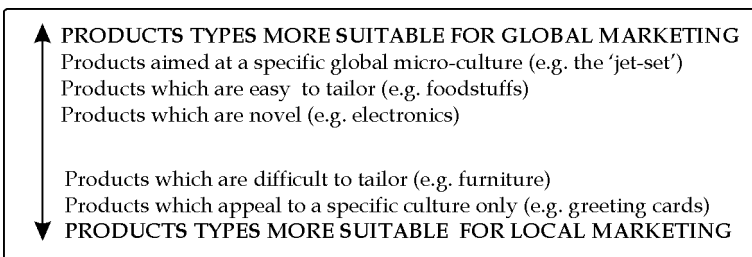 PRODUCTS TYPES MORE SUITABLE FOR GLOBAL MARKETING
Products aimed at a specific global micro-culture (e.g. the ‘jet-set’)
Products which are easy to tailor (e.g. foodstuffs)
Products which are novel (e.g. electronics)
Products which are difficult to tailor (e.g. furniture)
Products which appeal to a specific culture only (e.g. greeting cards)
PRODUCTS TYPES MORE SUITABLE FOR LOCAL MARKETING